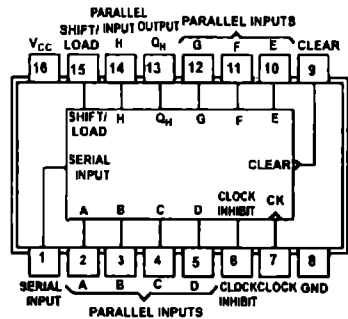 PARALLEL
INPUT OUTPUT PARALLEL INPUTS
VCC SHIFT/ LOAD H QH G F E CLEAR
16 15 14 13 12 11 10 9
SHIFT/ LOAD H QH G F E
SERIAL INPUT
CLEAR
CLOCK INHIBIT CK
A B C D
1 2 3 4 5 6 7 8
SERIAL INPUT A B C D CLOCK INHIBIT CLOCK GND
PARALLEL INPUTS